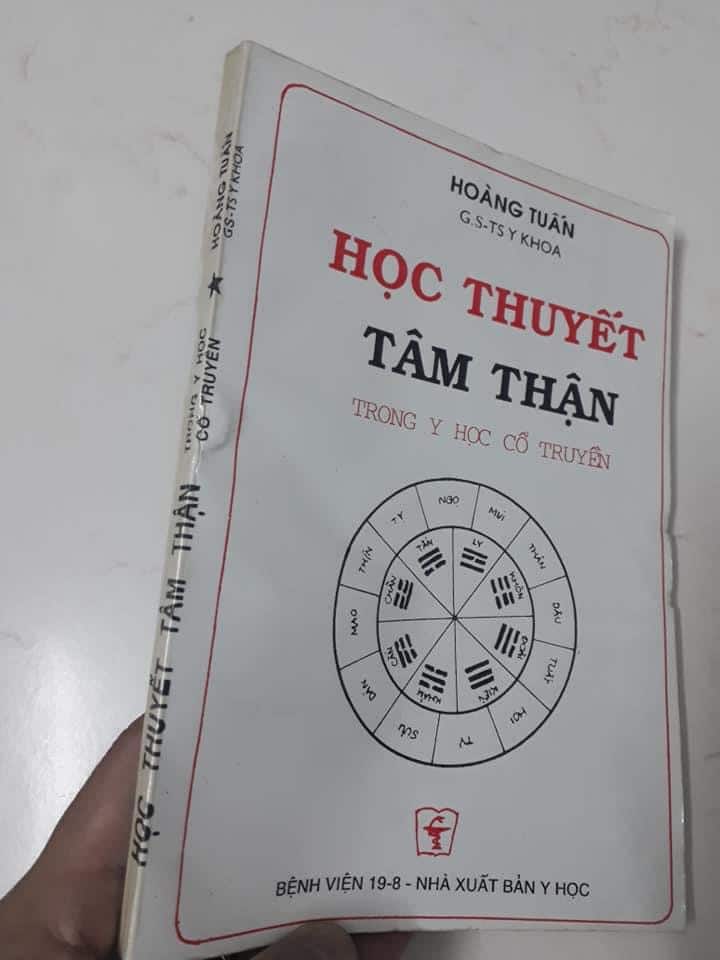 HOÀNG TUẤN
G.S-TS Y KHOA
HỌC THUYẾT
TÂM THẬN
TRONG Y HỌC CỔ TRUYỀN
NGỌ
MÙI
THÂN
DẬU
TUẤT
HỢI
TÝ
SỬU
DẦN
MÃO
THÌN
TỴ
LY
KHÔN
ĐOÀI
KIỀN
KHẢM
CẤN
CHẤN
TỐN
BỆNH VIỆN 19-8 - NHÀ XUẤT BẢN Y HỌC
HỌC THUYẾT TÂM THẬN
TRONG Y HỌC
CỔ TRUYỀN
★ HOÀNG TUẤN
GS-TS Y KHOA